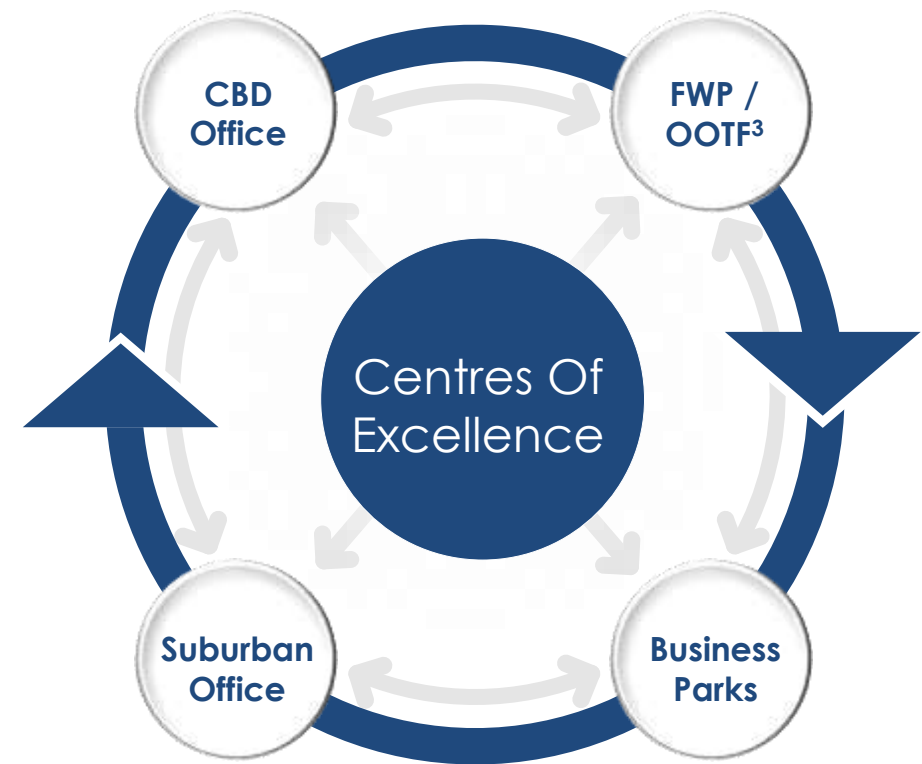 CBD
Office
FWP /
OOTF³
Centres Of
Excellence
Suburban
Office
Business
Parks